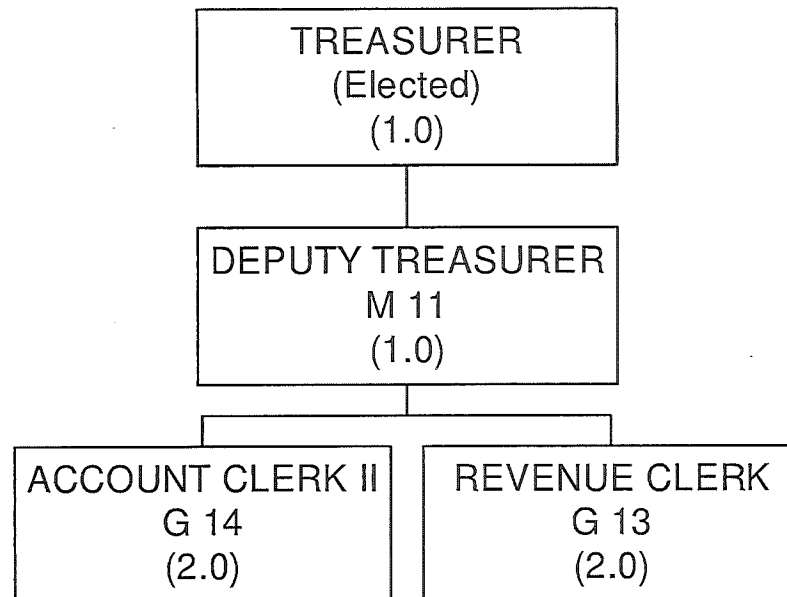 TREASURER
(Elected)
(1.0)
DEPUTY TREASURER
M 11
(1.0)
ACCOUNT CLERK II
G 14
(2.0)
REVENUE CLERK
G 13
(2.0)